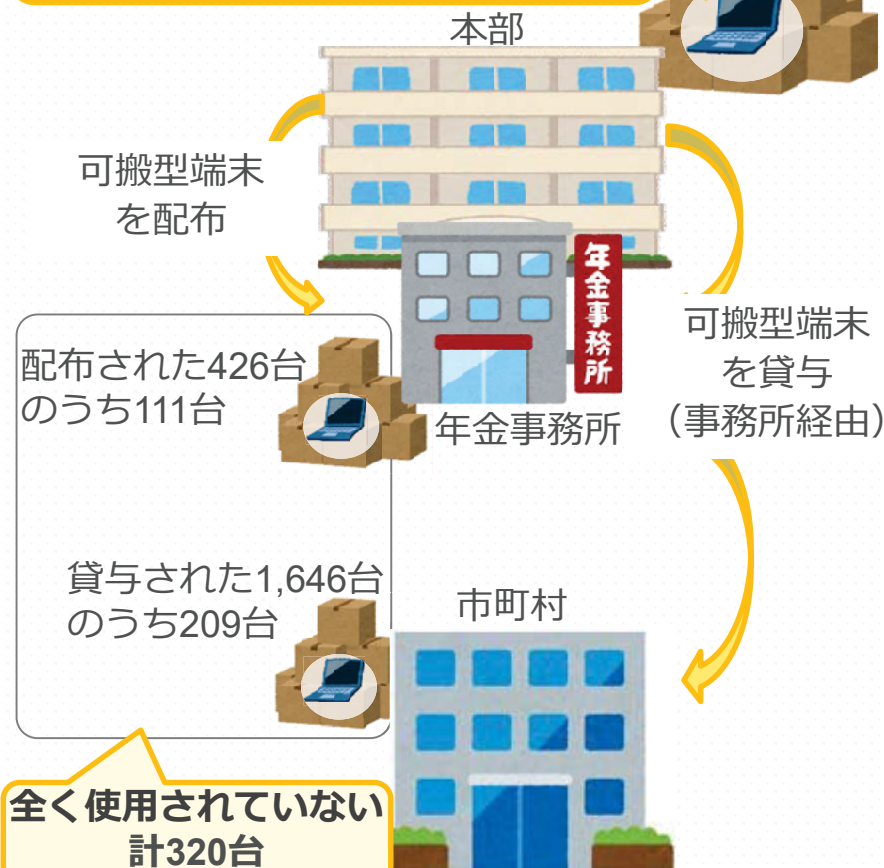 本部
可搬型端末
を配布
年金事務所
可搬型端末
を貸与
(事務所経由)
配布された426台
のうち111台
年金事務所
貸与された1,646台
のうち209台
市町村
全く使用されていない
計320台